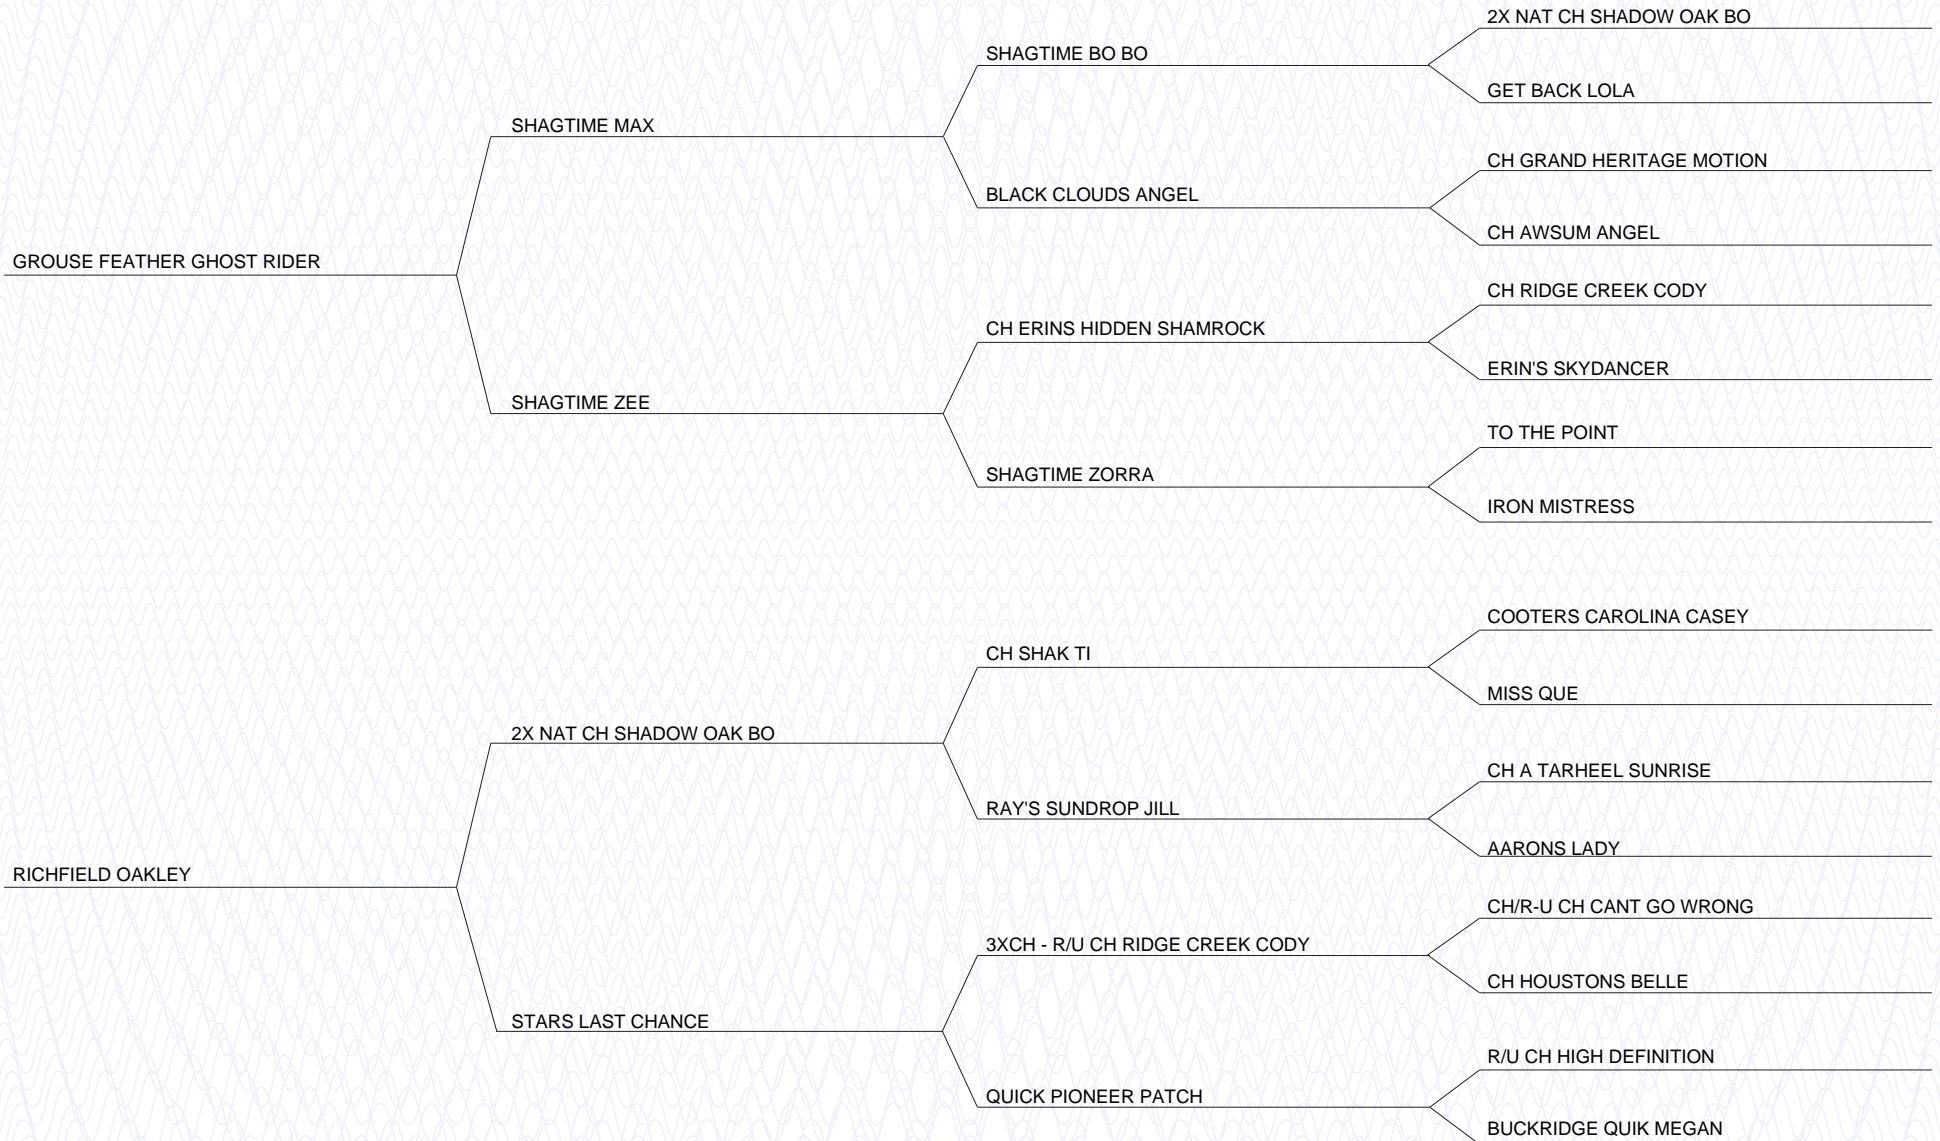 2X NAT CH SHADOW OAK BO
SHAGTIME BO BO
GET BACK LOLA
SHAGTIME MAX
CH GRAND HERITAGE MOTION
BLACK CLOUDS ANGEL
CH AWSUM ANGEL
GROUSE FEATHER GHOST RIDER
CH RIDGE CREEK CODY
CH ERINS HIDDEN SHAMROCK
ERIN'S SKYDANCER
SHAGTIME ZEE
TO THE POINT
SHAGTIME ZORRA
IRON MISTRESS
COOTERS CAROLINA CASEY
CH SHAK TI
MISS QUE
2X NAT CH SHADOW OAK BO
CH A TARHEEL SUNRISE
RAY'S SUNDROP JILL
AARONS LADY
RICHFIELD OAKLEY
CH/R-U CH CANT GO WRONG
3XCH - R/U CH RIDGE CREEK CODY
CH HOUSTONS BELLE
STARS LAST CHANCE
R/U CH HIGH DEFINITION
QUICK PIONEER PATCH
BUCKRIDGE QUIK MEGAN